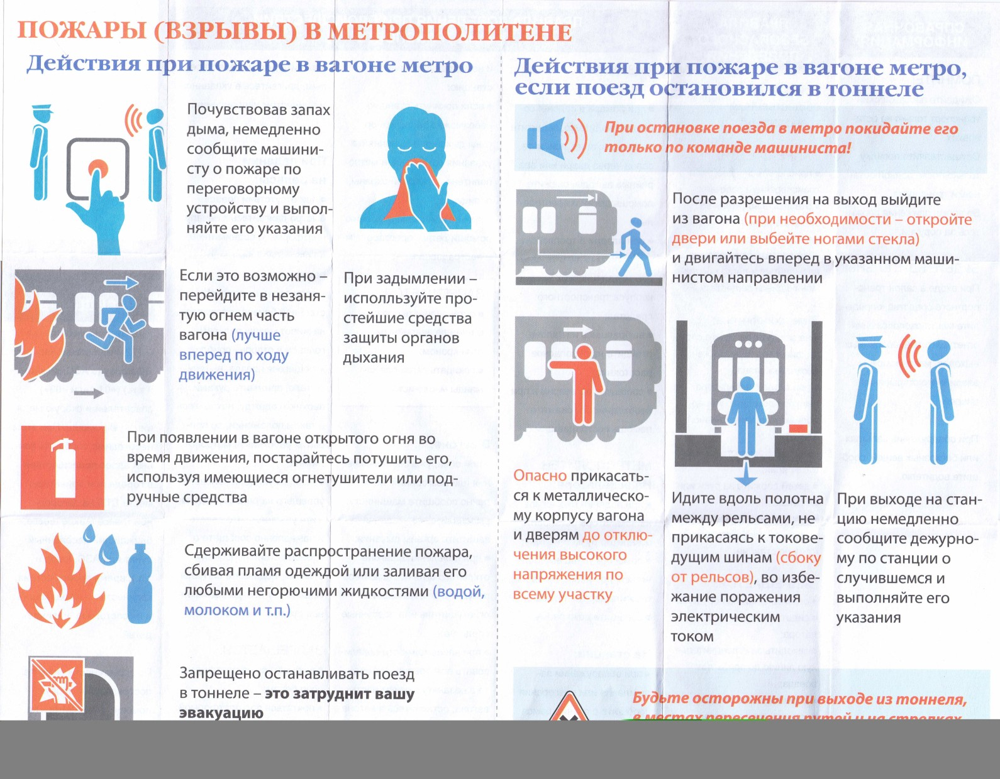 ПОЖАРЫ (ВЗРЫВЫ) В МЕТРОПОЛИТЕНЕ
Действия при пожаре в вагоне метро
Почувствовав запах
дыма, немедленно
сообщите машини-
сту о пожаре по
переговорному
устройству и выпол-
няйте его указания
Если это возможно –
перейдите в незаня-
тую огнем часть
вагона (лучше
вперед по ходу
движения)
При задымлении –
исполльзуйте про-
стейшие средства
защиты органов
дыхания
При появлении в вагоне открытого огня во
время движения, постарайтесь потушить его,
используя имеющиеся огнетушители или под-
ручные средства
Сдерживайте распространение пожара,
сбивая пламя одеждой или заливая его
любыми негорючими жидкостями (водой,
молоком и т.п.)
Запрещено останавливать поезд
в тоннеле – это затруднит вашу
эвакуацию
Действия при пожаре в вагоне метро,
если поезд остановился в тоннеле
При остановке поезда в метро покидайте его
только по команде машиниста!
После разрешения на выход выйдите
из вагона (при необходимости – откройте
двери или выбейте ногами стекла)
и двигайтесь вперед в указанном маши-
нистом направлении
Опасно прикасать-
ся к металлическо-
му корпусу вагона
и дверям до отклю-
чения высокого
напряжения по
всему участку
Идите вдоль полотна
между рельсами, не
прикасаясь к токове-
дущим шинам (сбоку
от рельсов), во избе-
жание поражения
электрическим
током
При выходе на стан-
цию немедленно
сообщите дежурно-
му по станции о
случившемся и
выполняйте его
указания
Будьте осторожны при выходе из тоннеля,
в местах пересечения путей и на стрелках